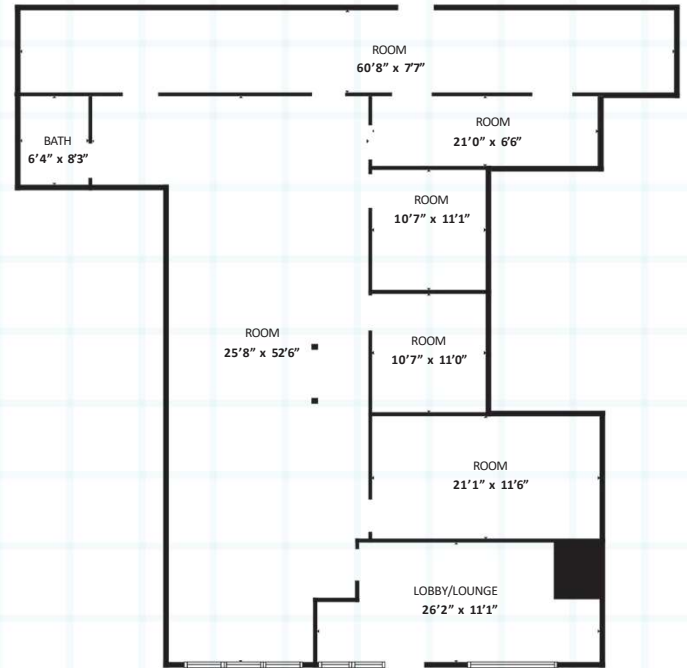 ROOM
60'8" x 7'7"
ROOM
21'0" x 6'6"
BATH
6'4" x 8'3"
ROOM
10'7" x 11'1"
ROOM
25'8" x 52'6"
ROOM
10'7" x 11'0"
ROOM
21'1" x 11'6"
LOBBY/LOUNGE
26'2" x 11'1"